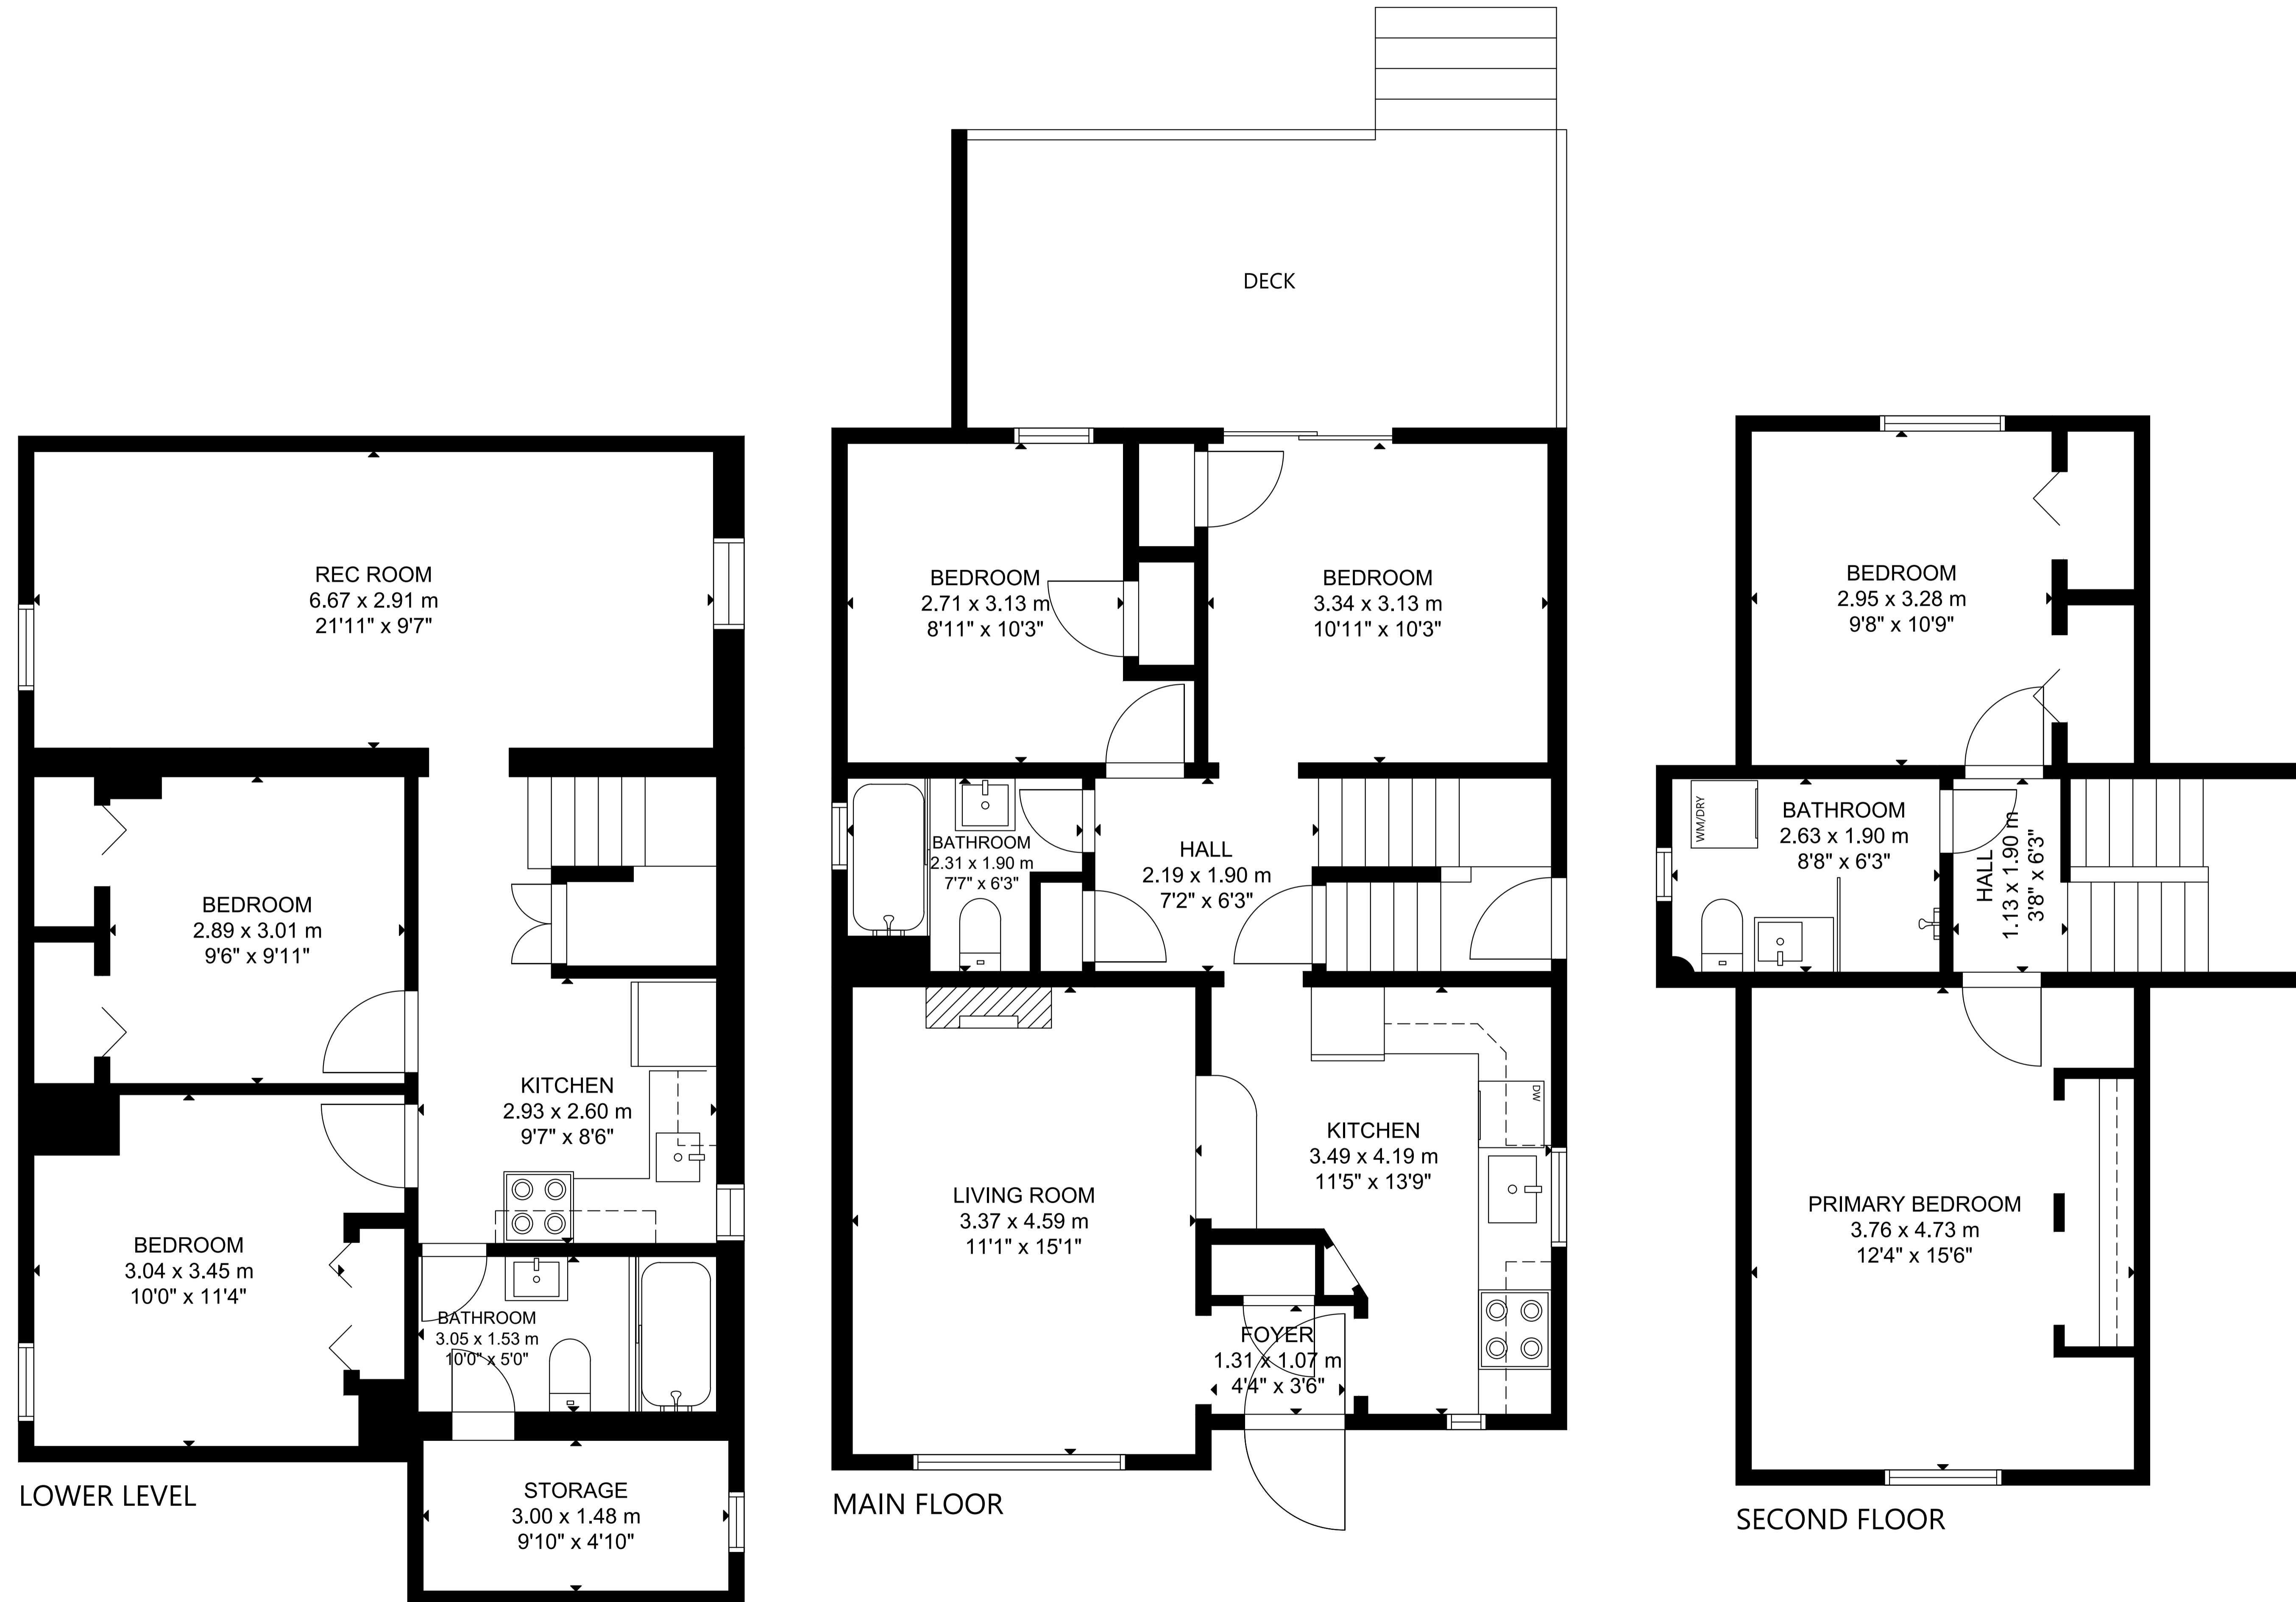 REC ROOM
6.67 x 2.91 m
21'11" x 9'7"
BEDROOM
2.89 x 3.01 m
9'6" x 9'11"
KITCHEN
2.93 x 2.60 m
9'7" x 8'6"
BEDROOM
3.04 x 3.45 m
10'0" x 11'4"
BATHROOM
3.05 x 1.53 m
10'0" x 5'0"
STORAGE
3.00 x 1.48 m
9'10" x 4'10"
LOWER LEVEL
DECK
BEDROOM
2.71 x 3.13 m
8'11" x 10'3"
BEDROOM
3.34 x 3.13 m
10'11" x 10'3"
BATHROOM
2.31 x 1.90 m
7'7" x 6'3"
HALL
2.19 x 1.90 m
7'2" x 6'3"
DW
KITCHEN
3.49 x 4.19 m
11'5" x 13'9"
LIVING ROOM
3.37 x 4.59 m
11'1" x 15'1"
FOYER
1.31 x 1.07 m
4'4" x 3'6"
MAIN FLOOR
BEDROOM
2.95 x 3.28 m
9'8" x 10'9"
WM/DRY
BATHROOM
2.63 x 1.90 m
8'8" x 6'3"
HALL
1.13 x 1.90 m
3'8" x 6'3"
PRIMARY BEDROOM
3.76 x 4.73 m
12'4" x 15'6"
SECOND FLOOR